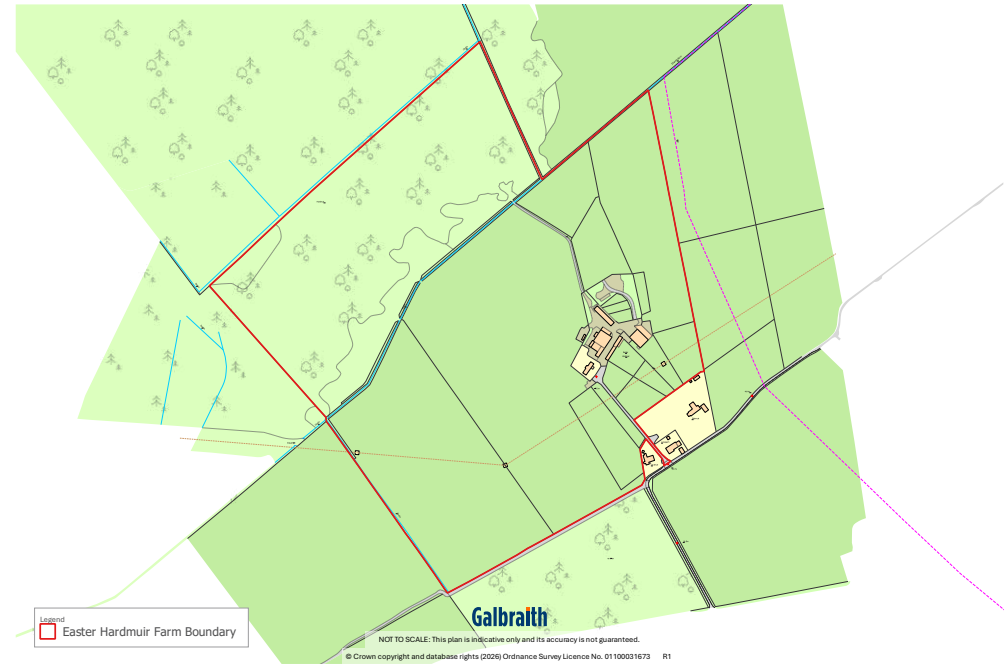 Legend
Easter Hardmuir Farm Boundary
Galbraith
NOT TO SCALE: This plan is indicative only and its accuracy is not guaranteed.
© Crown copyright and database rights (2026) Ordnance Survey Licence No. 01100031673 R1